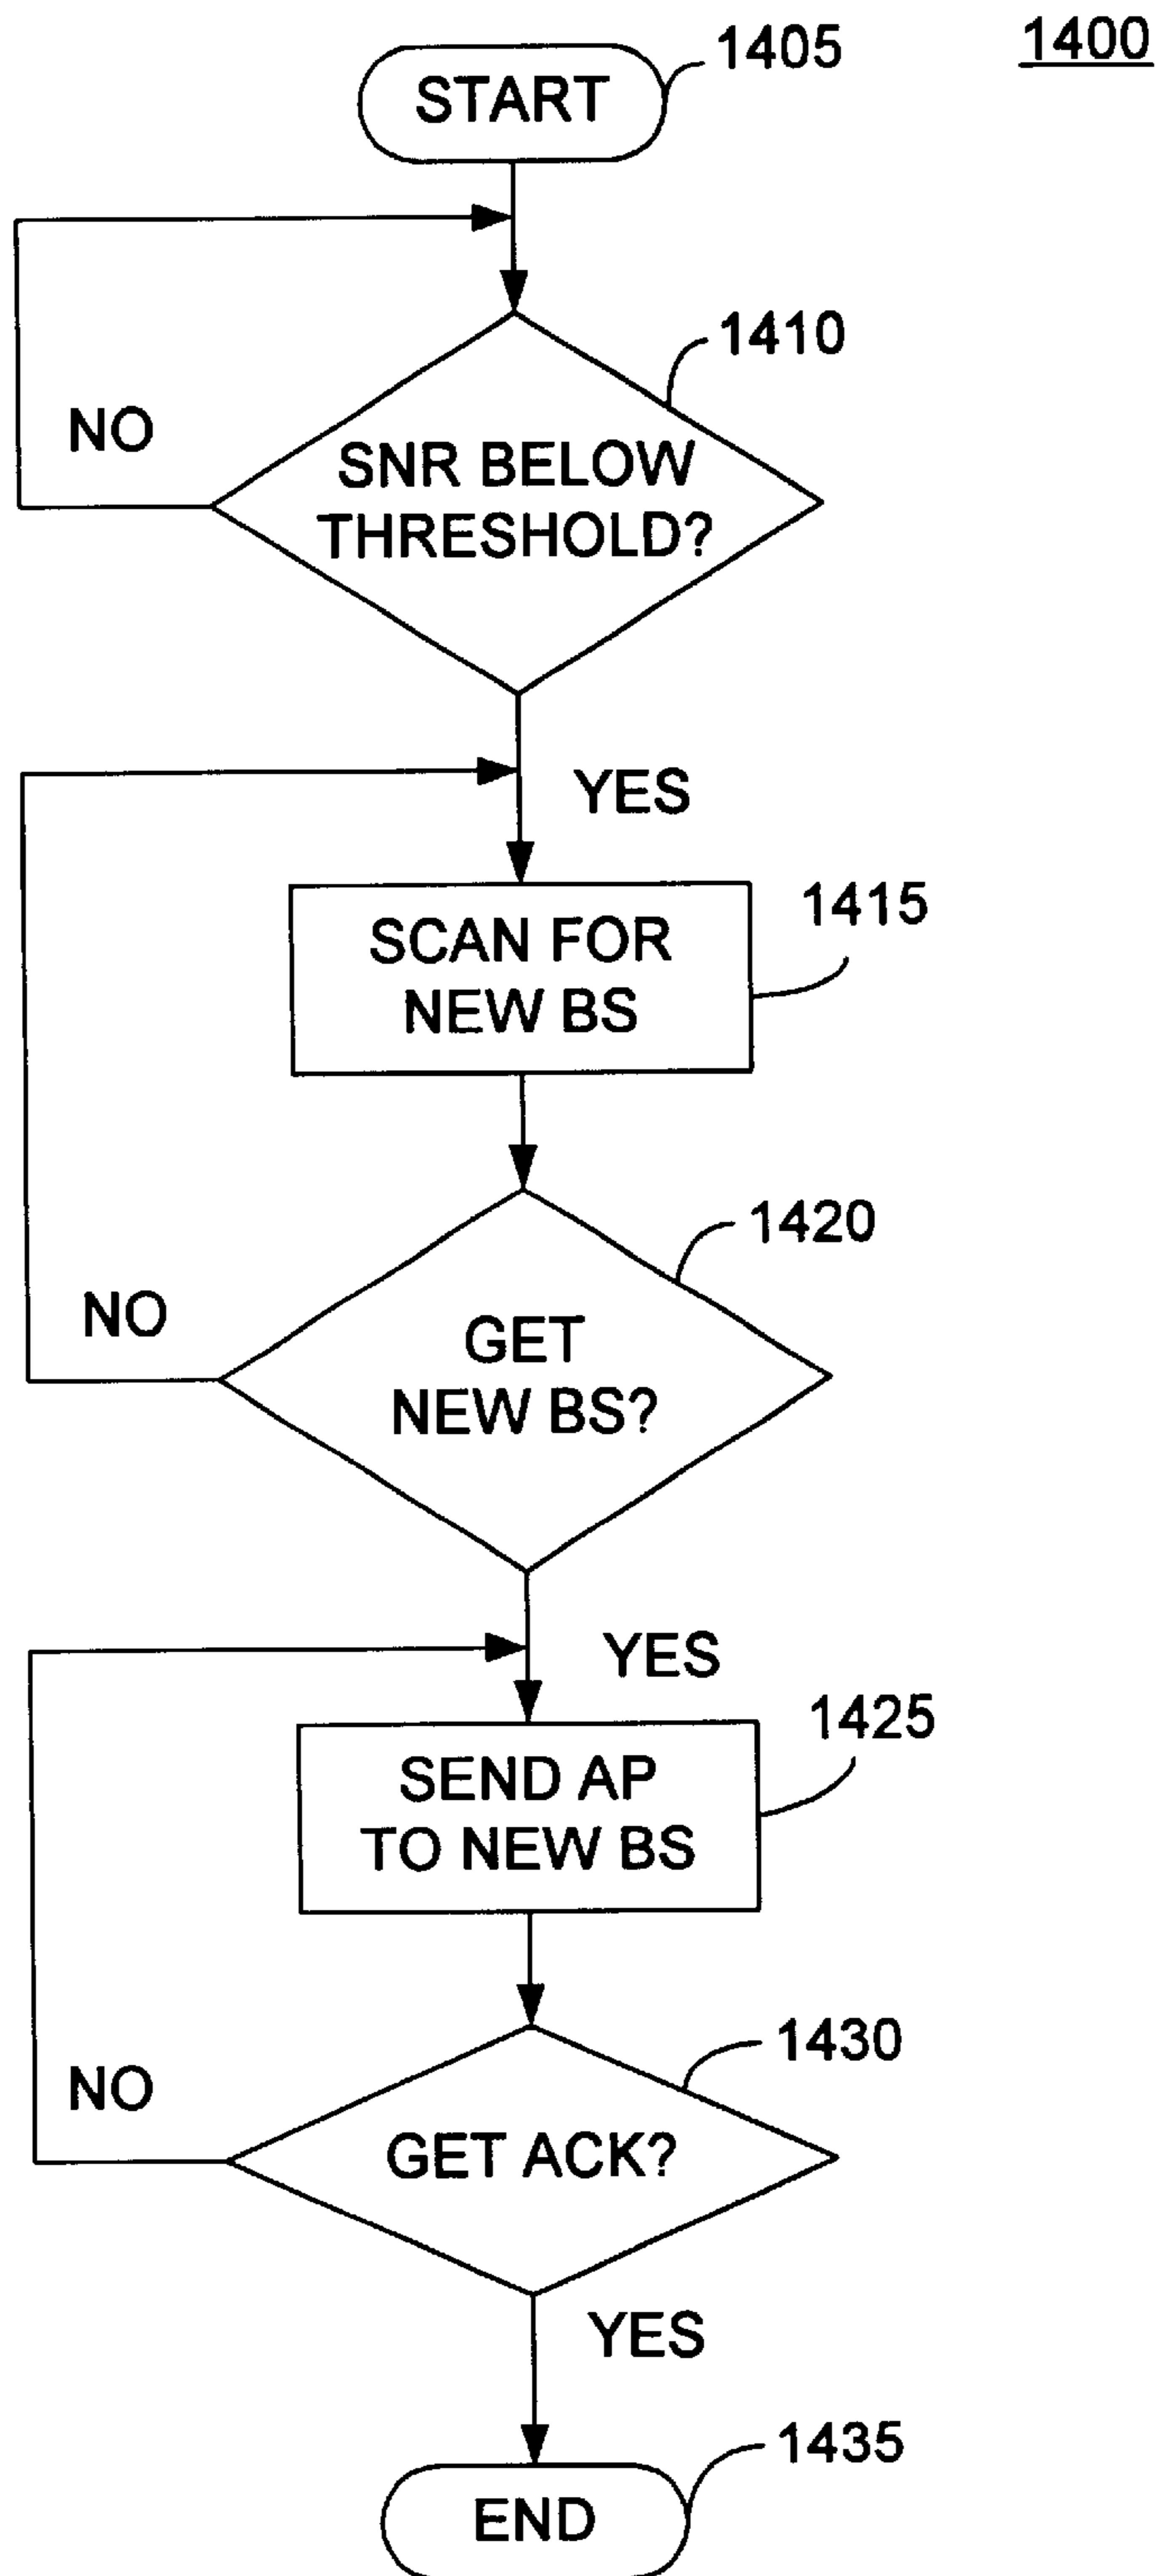 1400
1405
START
1410
NO
SNR BELOW
THRESHOLD?
YES
1415
SCAN FOR
NEW BS
1420
NO
GET
NEW BS?
YES
1425
SEND AP
TO NEW BS
1430
NO
GET ACK?
YES
1435
END